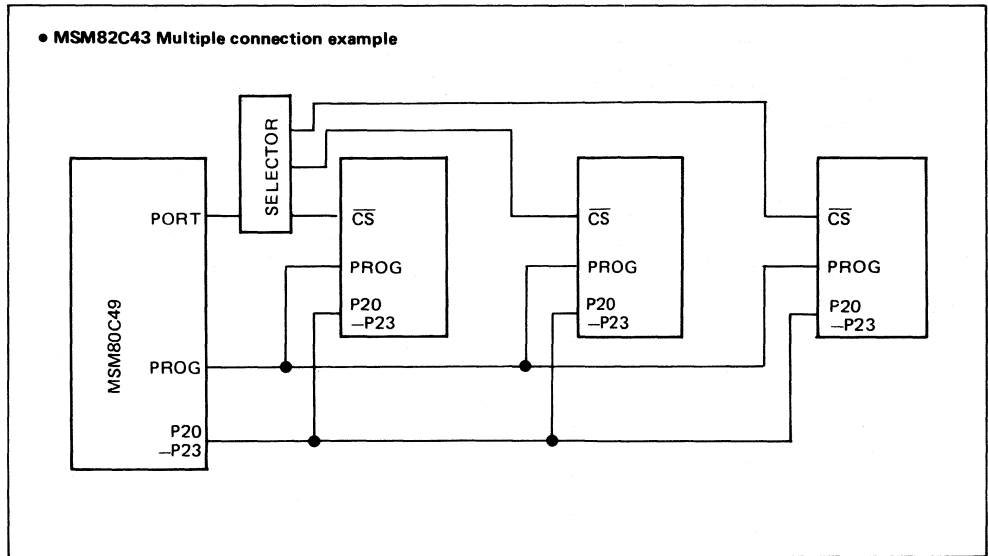 • MSM82C43 Multiple connection example
SELECTOR
MSM80C49
PORT
PROG
P20
—P23
CS
PROG
P20
—P23
CS
PROG
P20
—P23
CS
PROG
P20
—P23